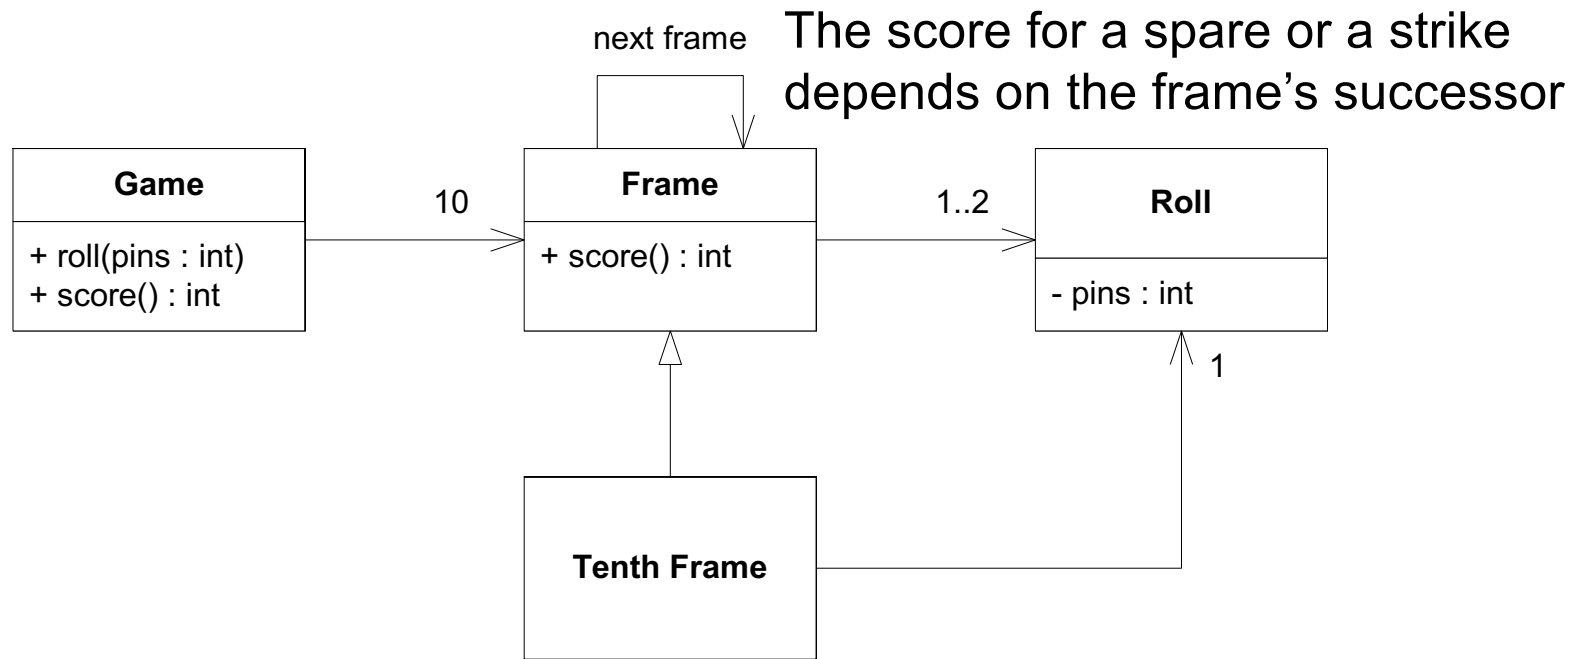 next frame
The score for a spare or a strike
depends on the frame’s successor
Game
+ roll(pins : int)
+ score() : int
10
Frame
+ score() : int
1..2
Roll
- pins : int
1
Tenth Frame